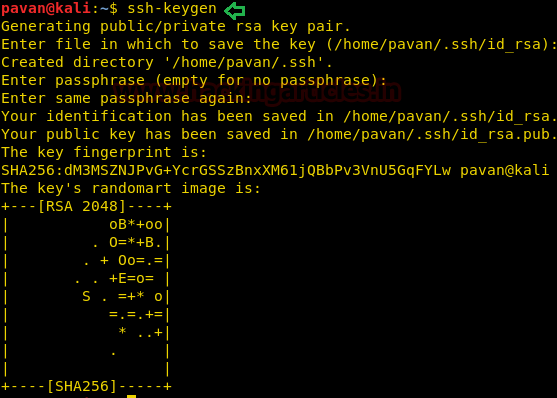 pavan@kali:~$ ssh-keygen
Generating public/private rsa key pair.
Enter file in which to save the key (/home/pavan/.ssh/id_rsa):
Created directory '/home/pavan/.ssh'.
Enter passphrase (empty for no passphrase):
Enter same passphrase again:
Your identification has been saved in /home/pavan/.ssh/id_rsa.
Your public key has been saved in /home/pavan/.ssh/id_rsa.pub.
The key fingerprint is:
SHA256:dM3MSZNJPvG+YcrGSSzBnxXM61jQBbPv3VnU5GqFYLw pavan@kali
The key's randomart image is:
+---[RSA 2048]----+
|           oB*+oo|
|         . O=*+B.|
|        . + Oo=.=|
|       . . +E=o= |
|        S . =+* o|
|           =.=.+=|
|            * ..+|
|           .     |
|                 |
+----[SHA256]-----+